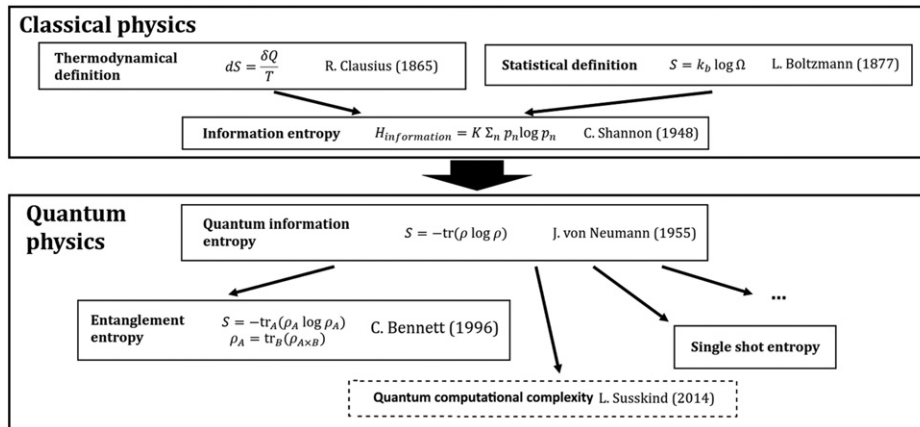 Classical physics
Thermodynamical definition dS = δQ/T R. Clausius (1865)
Statistical definition S = k_b log Ω L. Boltzmann (1877)
Information entropy H_information = K Σ_n p_n log p_n C. Shannon (1948)
Quantum physics
Quantum information entropy S = −tr(ρ log ρ) J. von Neumann (1955)
...
Entanglement entropy S = −tr_A(ρ_A log ρ_A) ρ_A = tr_B(ρ_{A×B}) C. Bennett (1996)
Single shot entropy
Quantum computational complexity L. Susskind (2014)